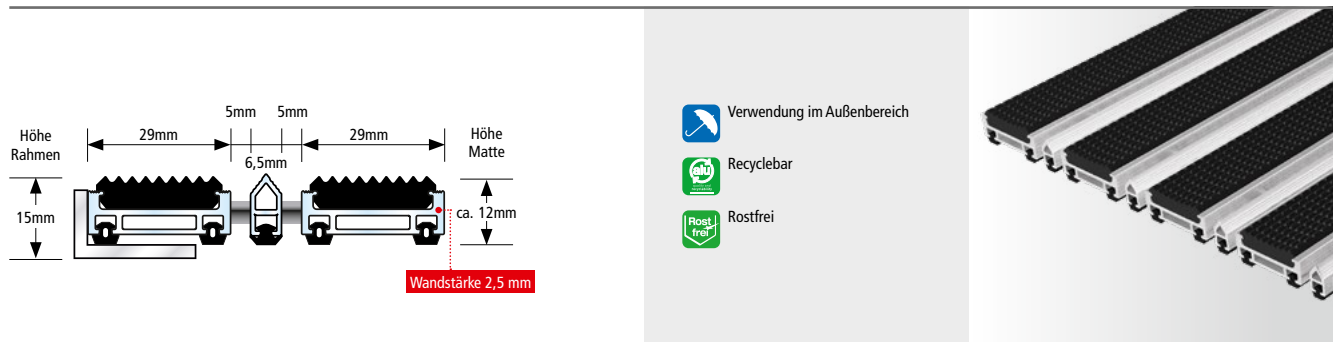 5mm
5mm
Höhe
Rahmen
29mm
29mm
Höhe
Matte
6,5mm
15mm
ca. 12mm
Wandstärke 2,5 mm
Verwendung im Außenbereich
alu
Recyclebar
Rost
frei
Rostfrei